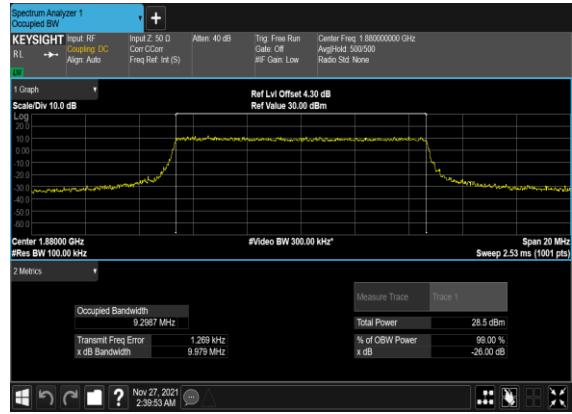 Spectrum Analyzer 1
Occupied BW
+
KEYSIGHT Input: RF Input Z: 50 Ω Atten: 40 dB Trig: Free Run Center Freq: 1.880000000 GHz
RL Coupling: DC Corr CCorr Gate: Off Avg|Hold: 500/500
Align: Auto Freq Ref: Int (S) #IF Gain: Low Radio Std: None
1 Graph
Ref Lvl Offset 4.30 dB
Scale/Div 10.0 dB Ref Value 30.00 dBm
Log
20.0
10.0
0.00
-10.0
-20.0
-30.0
-40.0
-50.0
-60.0
Center 1.88000 GHz #Video BW 300.00 kHz* Span 20 MHz
#Res BW 100.00 kHz Sweep 2.53 ms (1001 pts)
2 Metrics
Measure Trace Trace 1
Occupied Bandwidth
9.2987 MHz Total Power 28.5 dBm
Transmit Freq Error 1.269 kHz % of OBW Power 99.00 %
x dB Bandwidth 9.979 MHz x dB -26.00 dB
? Nov 27, 2021
2:39:53 AM